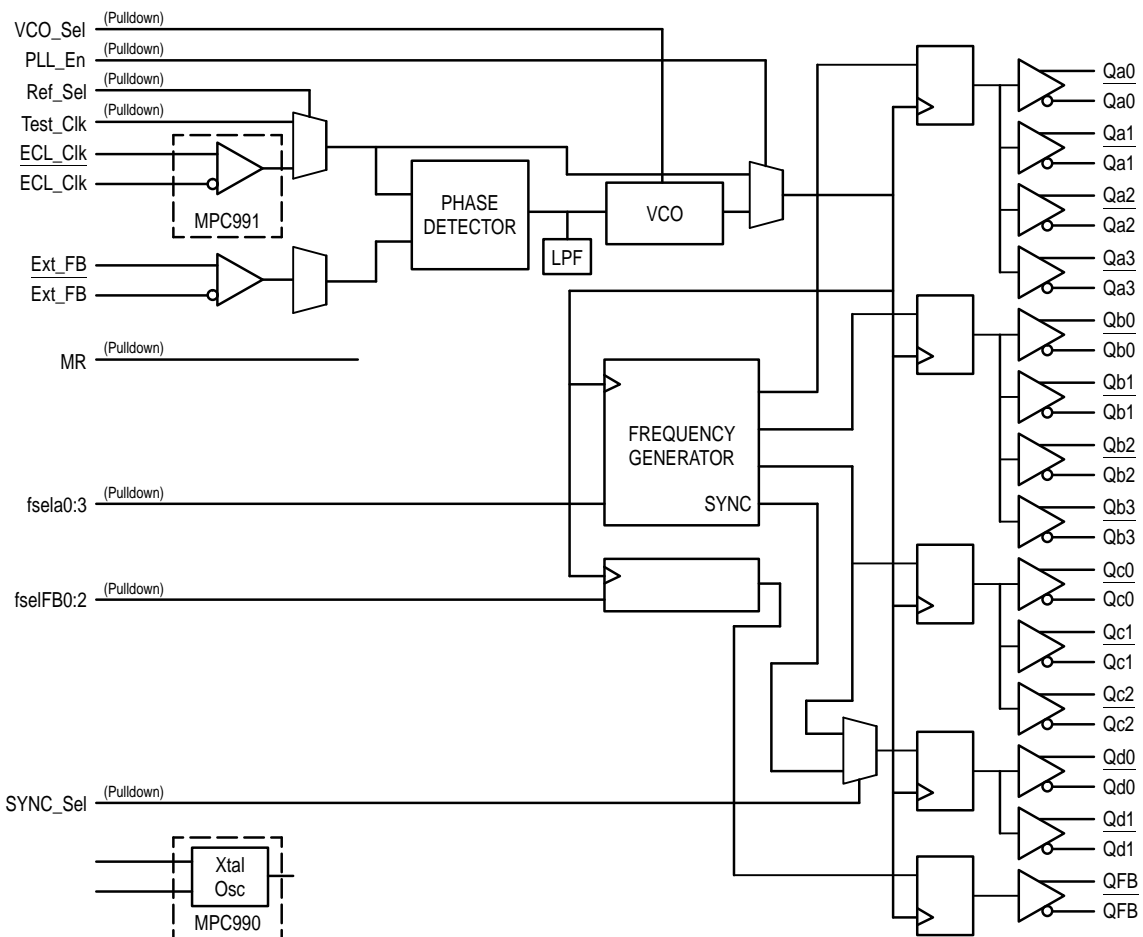 VCO_Sel (Pulldown)
PLL_En (Pulldown)
Ref_Sel (Pulldown)
Test_Clk (Pulldown)
ECL_Clk
ECL_Clk
MPC991
Ext_FB
Ext_FB
MR (Pulldown)
fsela0:3 (Pulldown)
fselFB0:2 (Pulldown)
SYNC_Sel (Pulldown)
Xtal
Osc
MPC990
PHASE
DETECTOR
LPF
VCO
FREQUENCY
GENERATOR
SYNC
Qa0
Qa0
Qa1
Qa1
Qa2
Qa2
Qa3
Qa3
Qb0
Qb0
Qb1
Qb1
Qb2
Qb2
Qb3
Qb3
Qc0
Qc0
Qc1
Qc1
Qc2
Qc2
Qd0
Qd0
Qd1
Qd1
QFB
QFB